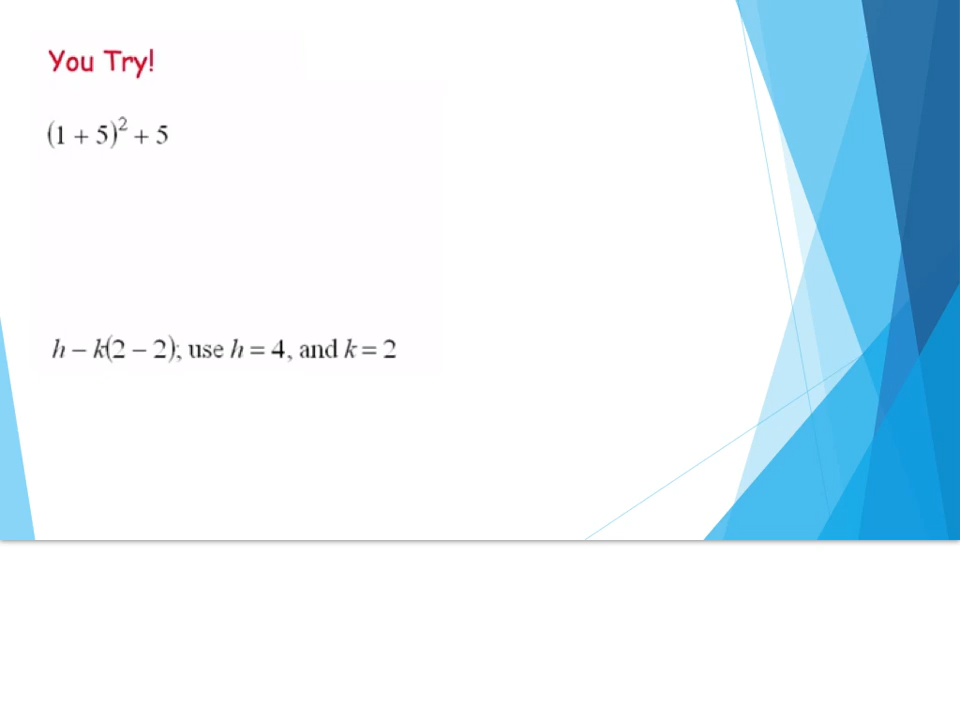 You Try!
(1 + 5)² + 5
h – k(2 – 2); use h = 4, and k = 2